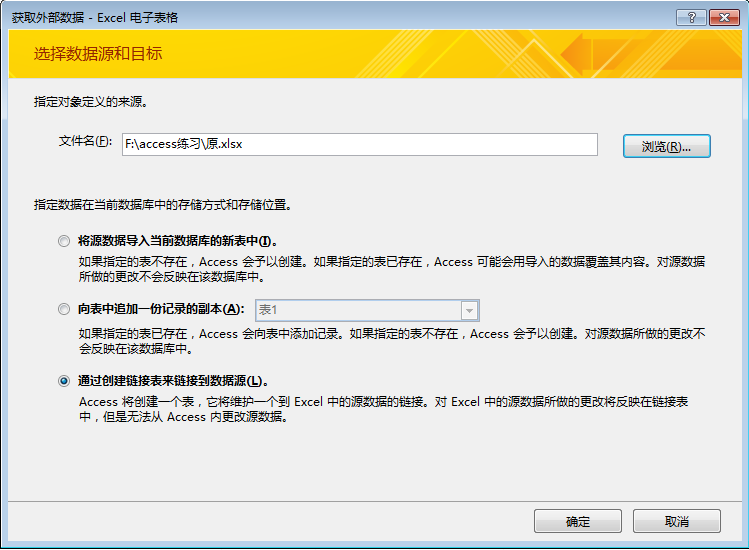 获取外部数据 - Excel 电子表格
选择数据源和目标
指定对象定义的来源。
文件名(F): F:\access练习\原.xlsx 浏览(R)...
指定数据在当前数据库中的存储方式和存储位置。
将源数据导入当前数据库的新表中(I)。
如果指定的表不存在，Access 会予以创建。如果指定的表已存在，Access 可能会用导入的数据覆盖其内容。对源数据
所做的更改不会反映在该数据库中。
向表中追加一份记录的副本(A): 表1
如果指定的表已存在，Access 会向表中添加记录。如果指定的表不存在，Access 会予以创建。对源数据所做的更改不
会反映在该数据库中。
通过创建链接表来链接到数据源(L)。
Access 将创建一个表，它将维护一个到 Excel 中的源数据的链接。对 Excel 中的源数据所做的更改将反映在链接表
中，但是无法从 Access 内更改源数据。
确定 取消